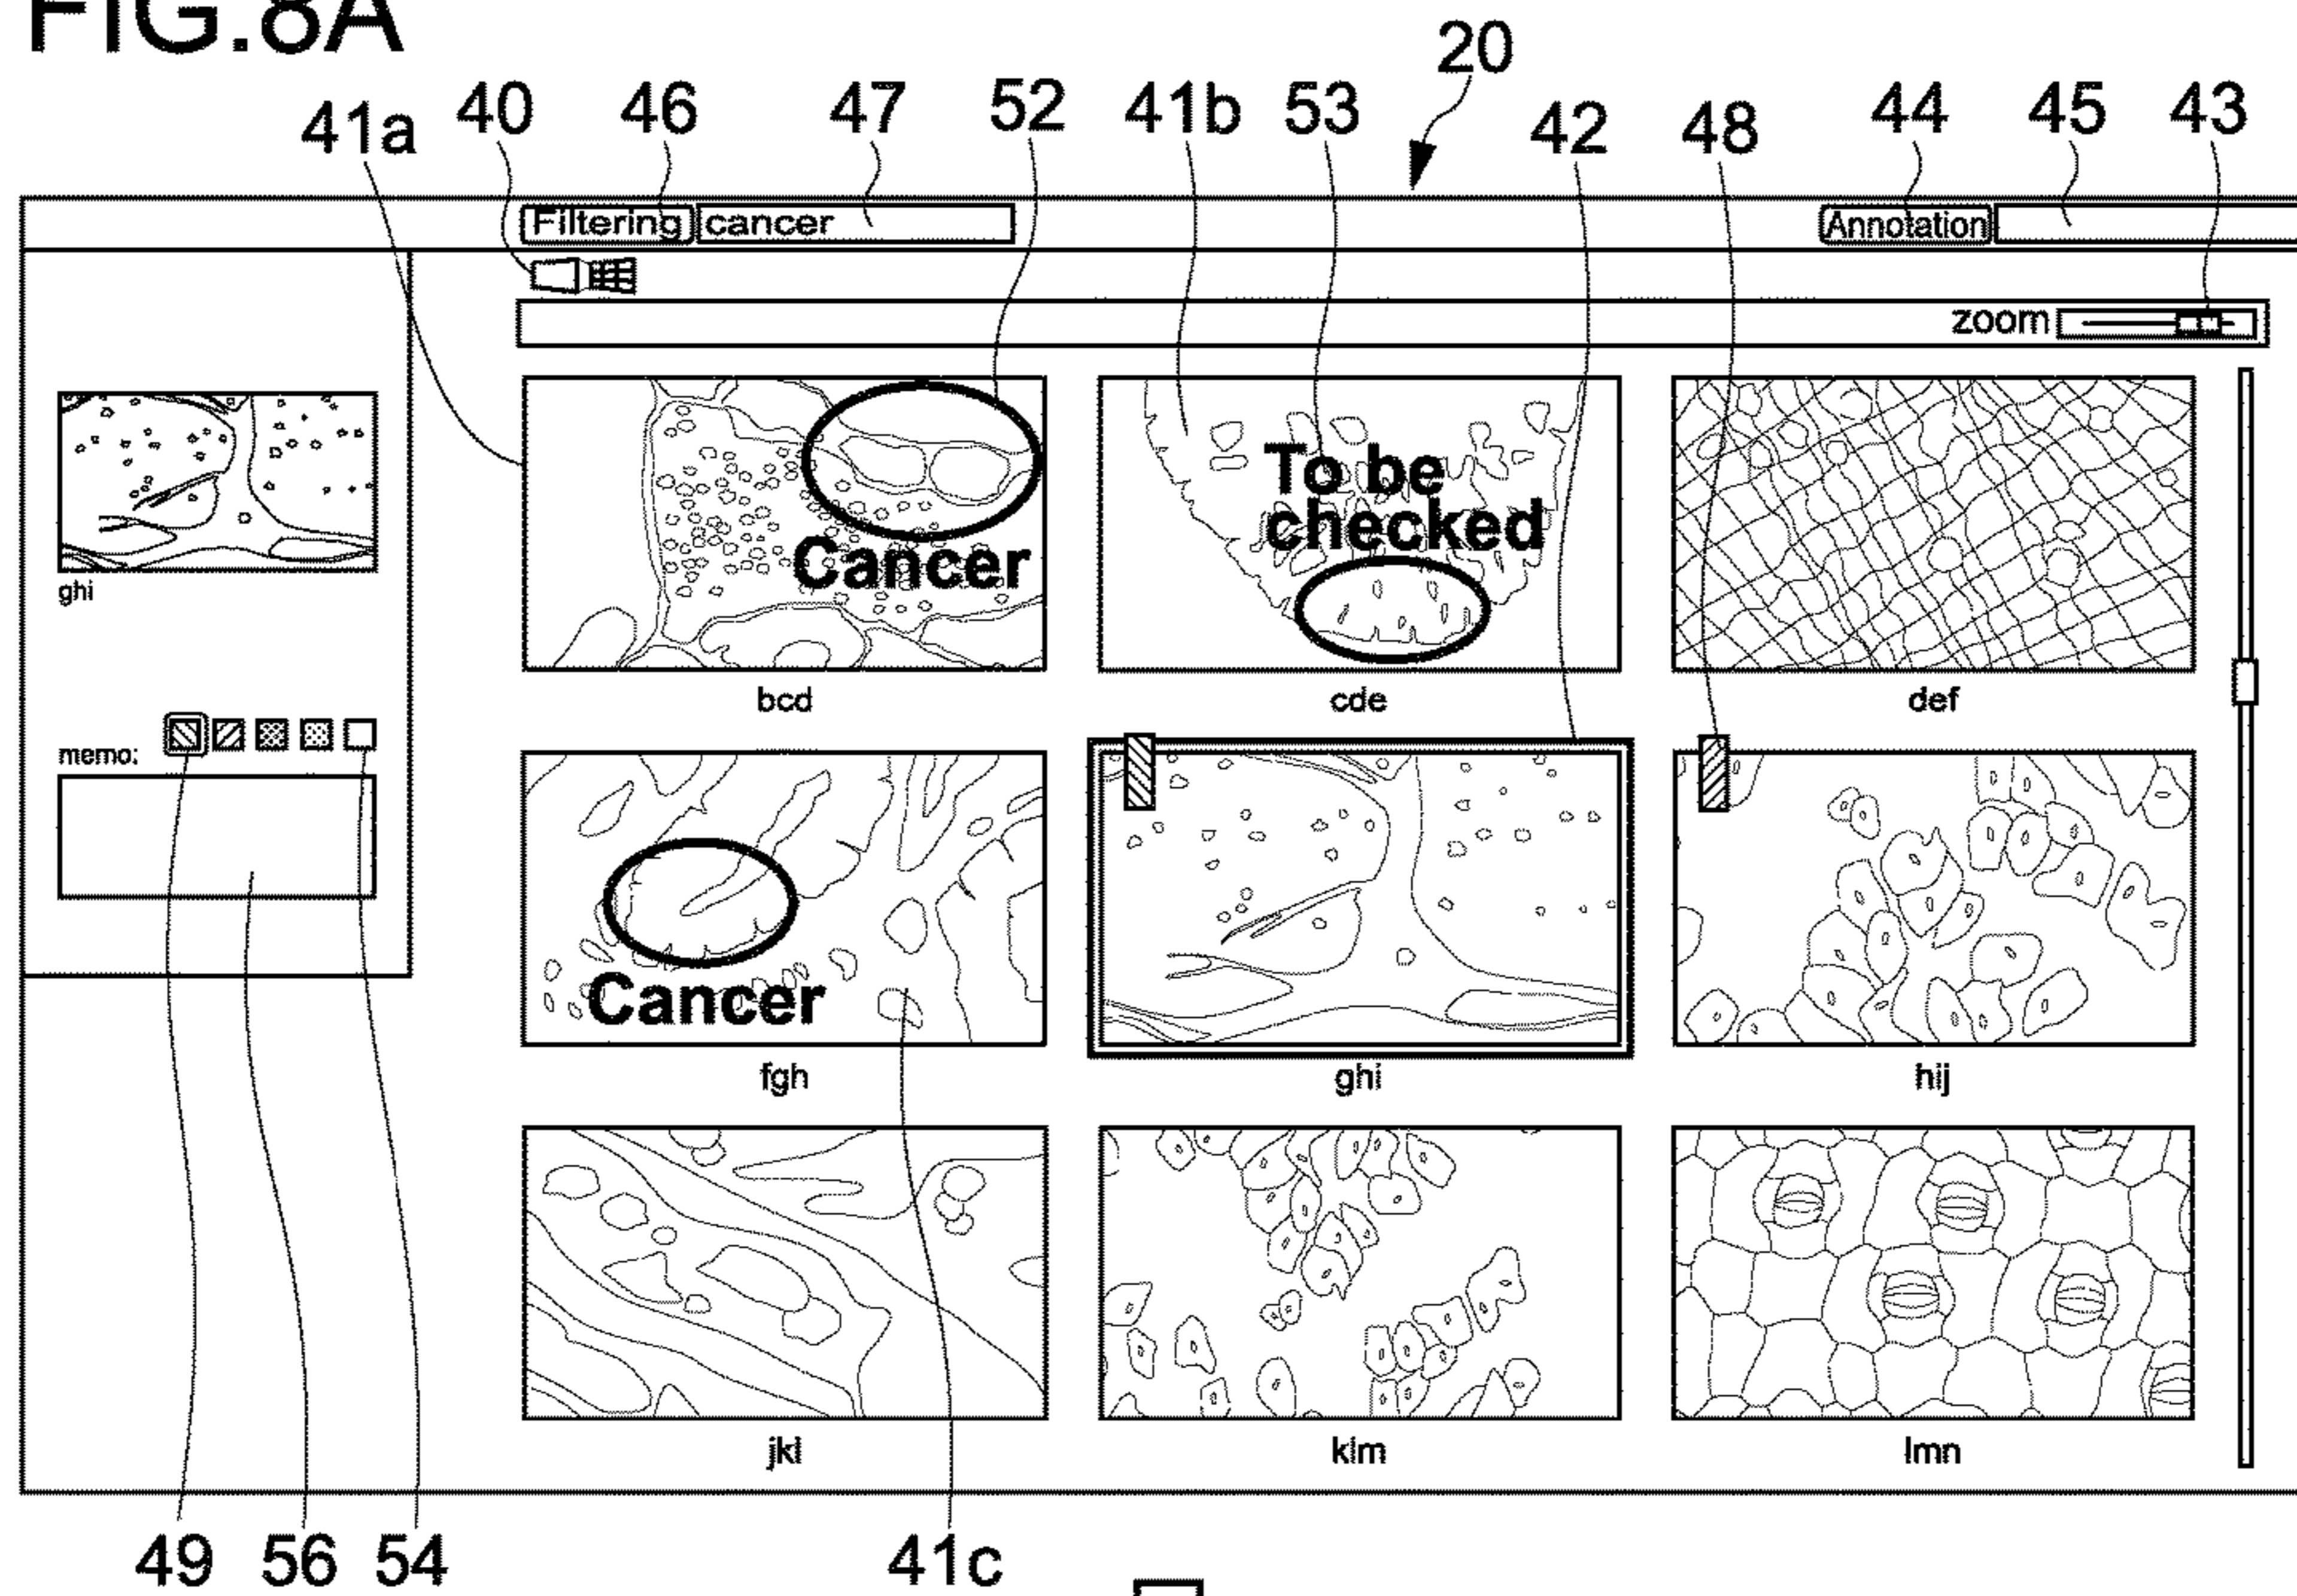 FIG.8A
20
41a 40 46 47 52 41b 53 42 48 44 45 43
Filtering cancer Annotation
zoom
To be
checked
Cancer
ghi
bcd cde def
memo:
Cancer
fgh ghi hij
jkl klm lmn
49 56 54 41c